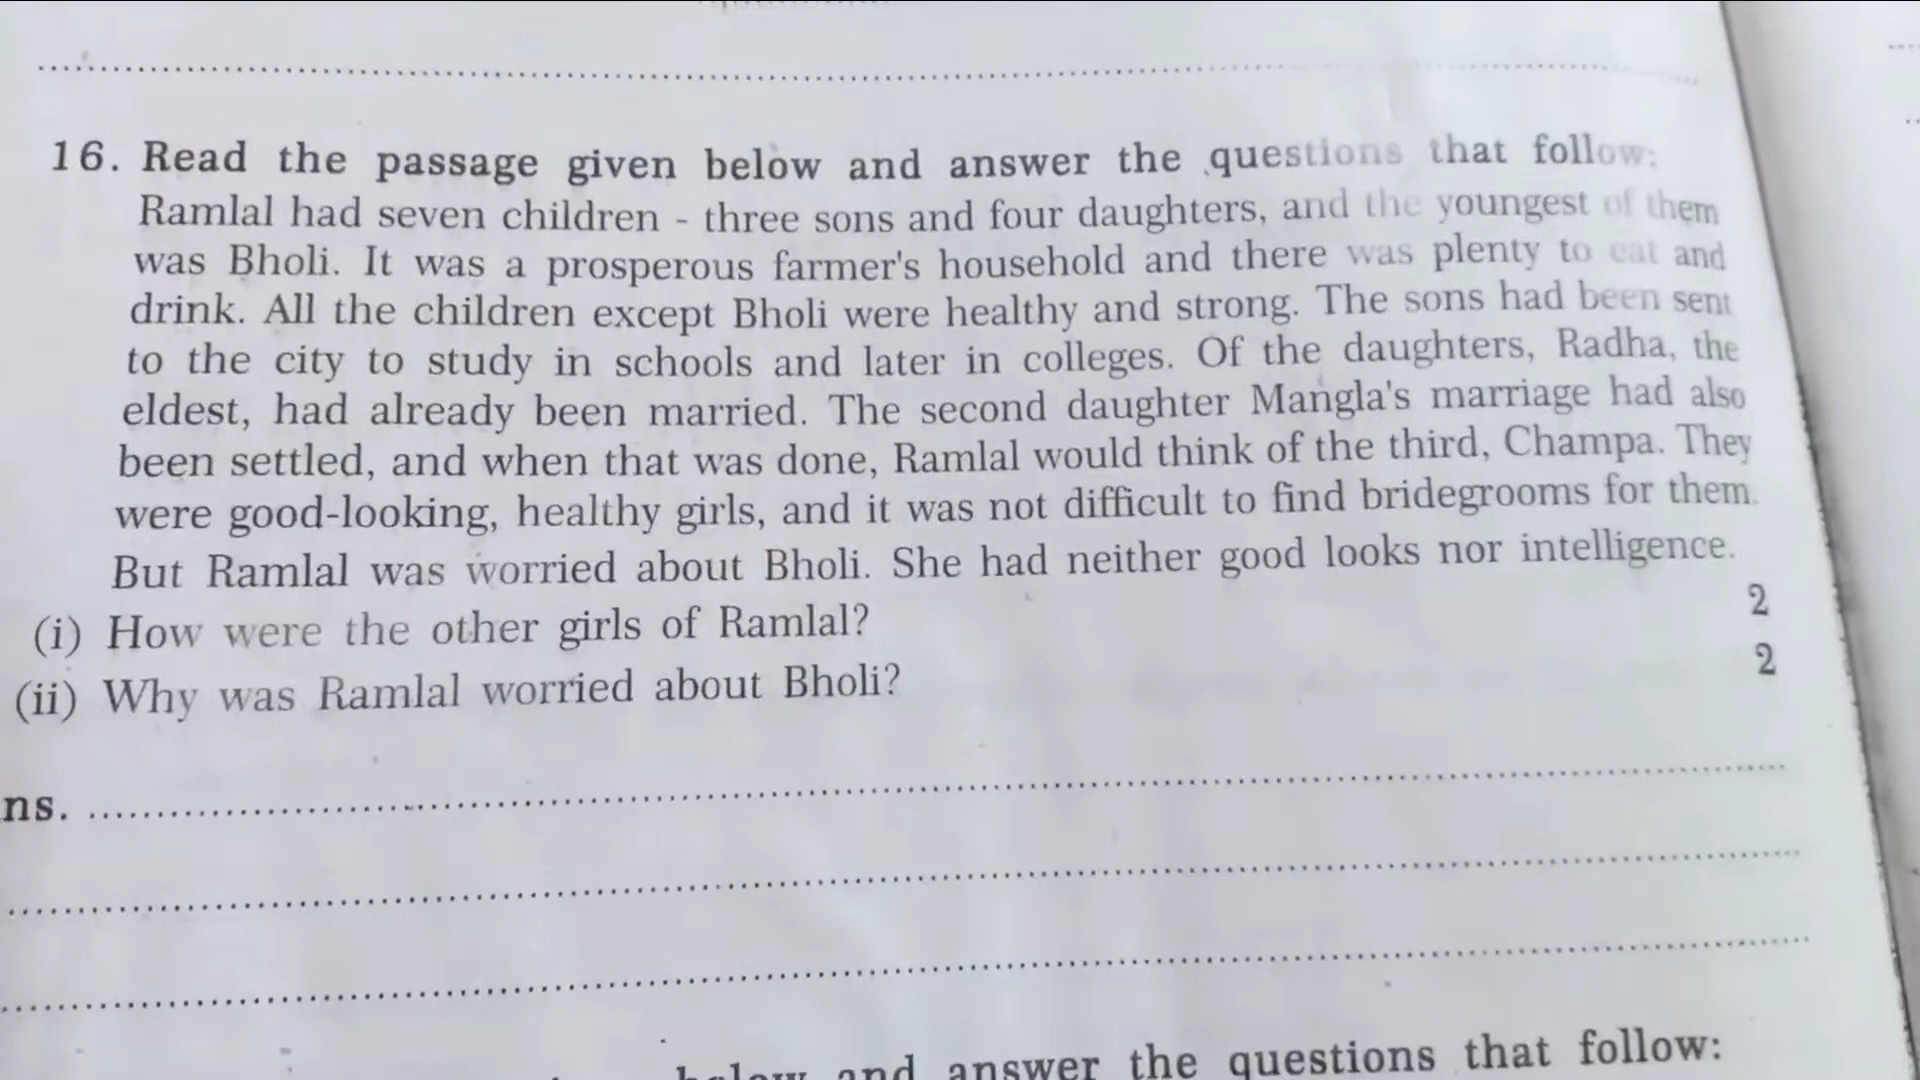 16. Read the passage given below and answer the questions that follow:
Ramlal had seven children - three sons and four daughters, and the youngest of them
was Bholi. It was a prosperous farmer's household and there was plenty to eat and
drink. All the children except Bholi were healthy and strong. The sons had been sent
to the city to study in schools and later in colleges. Of the daughters, Radha, the
eldest, had already been married. The second daughter Mangla's marriage had also
been settled, and when that was done, Ramlal would think of the third, Champa. They
were good-looking, healthy girls, and it was not difficult to find bridegrooms for them.
But Ramlal was worried about Bholi. She had neither good looks nor intelligence.
(i) How were the other girls of Ramlal? 2
(ii) Why was Ramlal worried about Bholi? 2
ns.
below and answer the questions that follow: